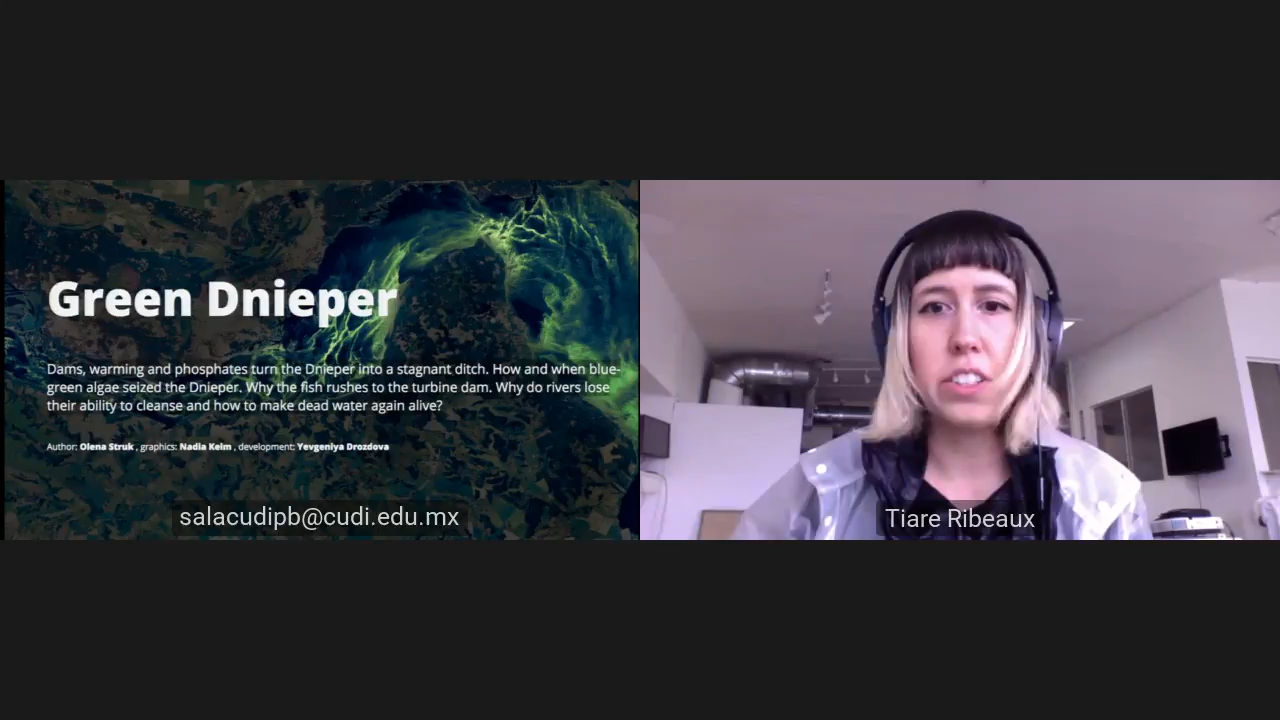 Green Dnieper
Dams, warming and phosphates turn the Dnieper into a stagnant ditch. How and when blue-
green algae seized the Dnieper. Why the fish rushes to the turbine dam. Why do rivers lose
their ability to cleanse and how to make dead water again alive?
Author: Olena Struk , graphics: Nadia Kelm , development: Yevgeniya Drozdova
salacudipb@cudi.edu.mx
Tiare Ribeaux